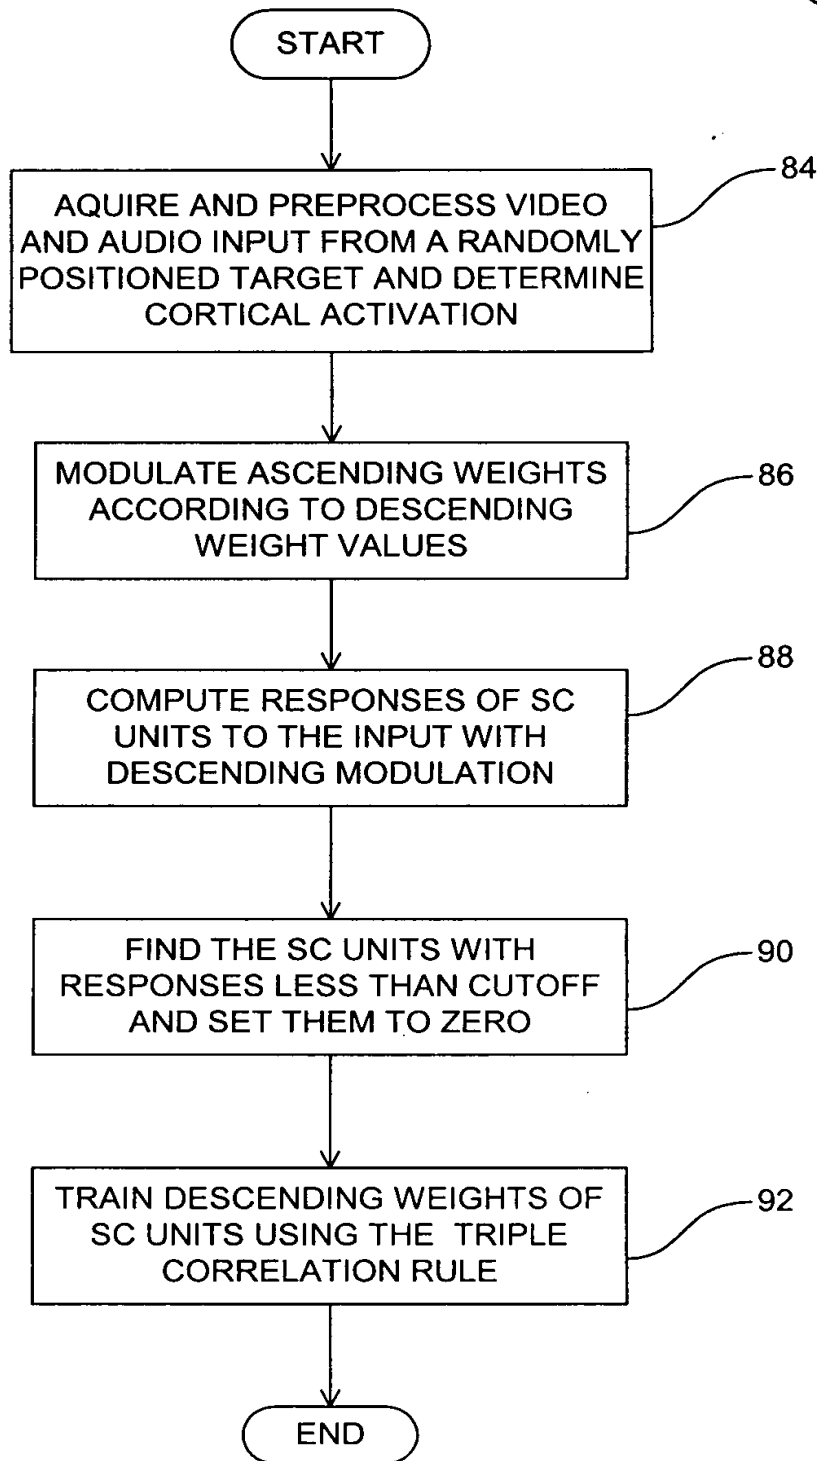 START
AQUIRE AND PREPROCESS VIDEO
AND AUDIO INPUT FROM A RANDOMLY
POSITIONED TARGET AND DETERMINE
CORTICAL ACTIVATION
84
MODULATE ASCENDING WEIGHTS
ACCORDING TO DESCENDING
WEIGHT VALUES
86
COMPUTE RESPONSES OF SC
UNITS TO THE INPUT WITH
DESCENDING MODULATION
88
FIND THE SC UNITS WITH
RESPONSES LESS THAN CUTOFF
AND SET THEM TO ZERO
90
TRAIN DESCENDING WEIGHTS OF
SC UNITS USING THE TRIPLE
CORRELATION RULE
92
END